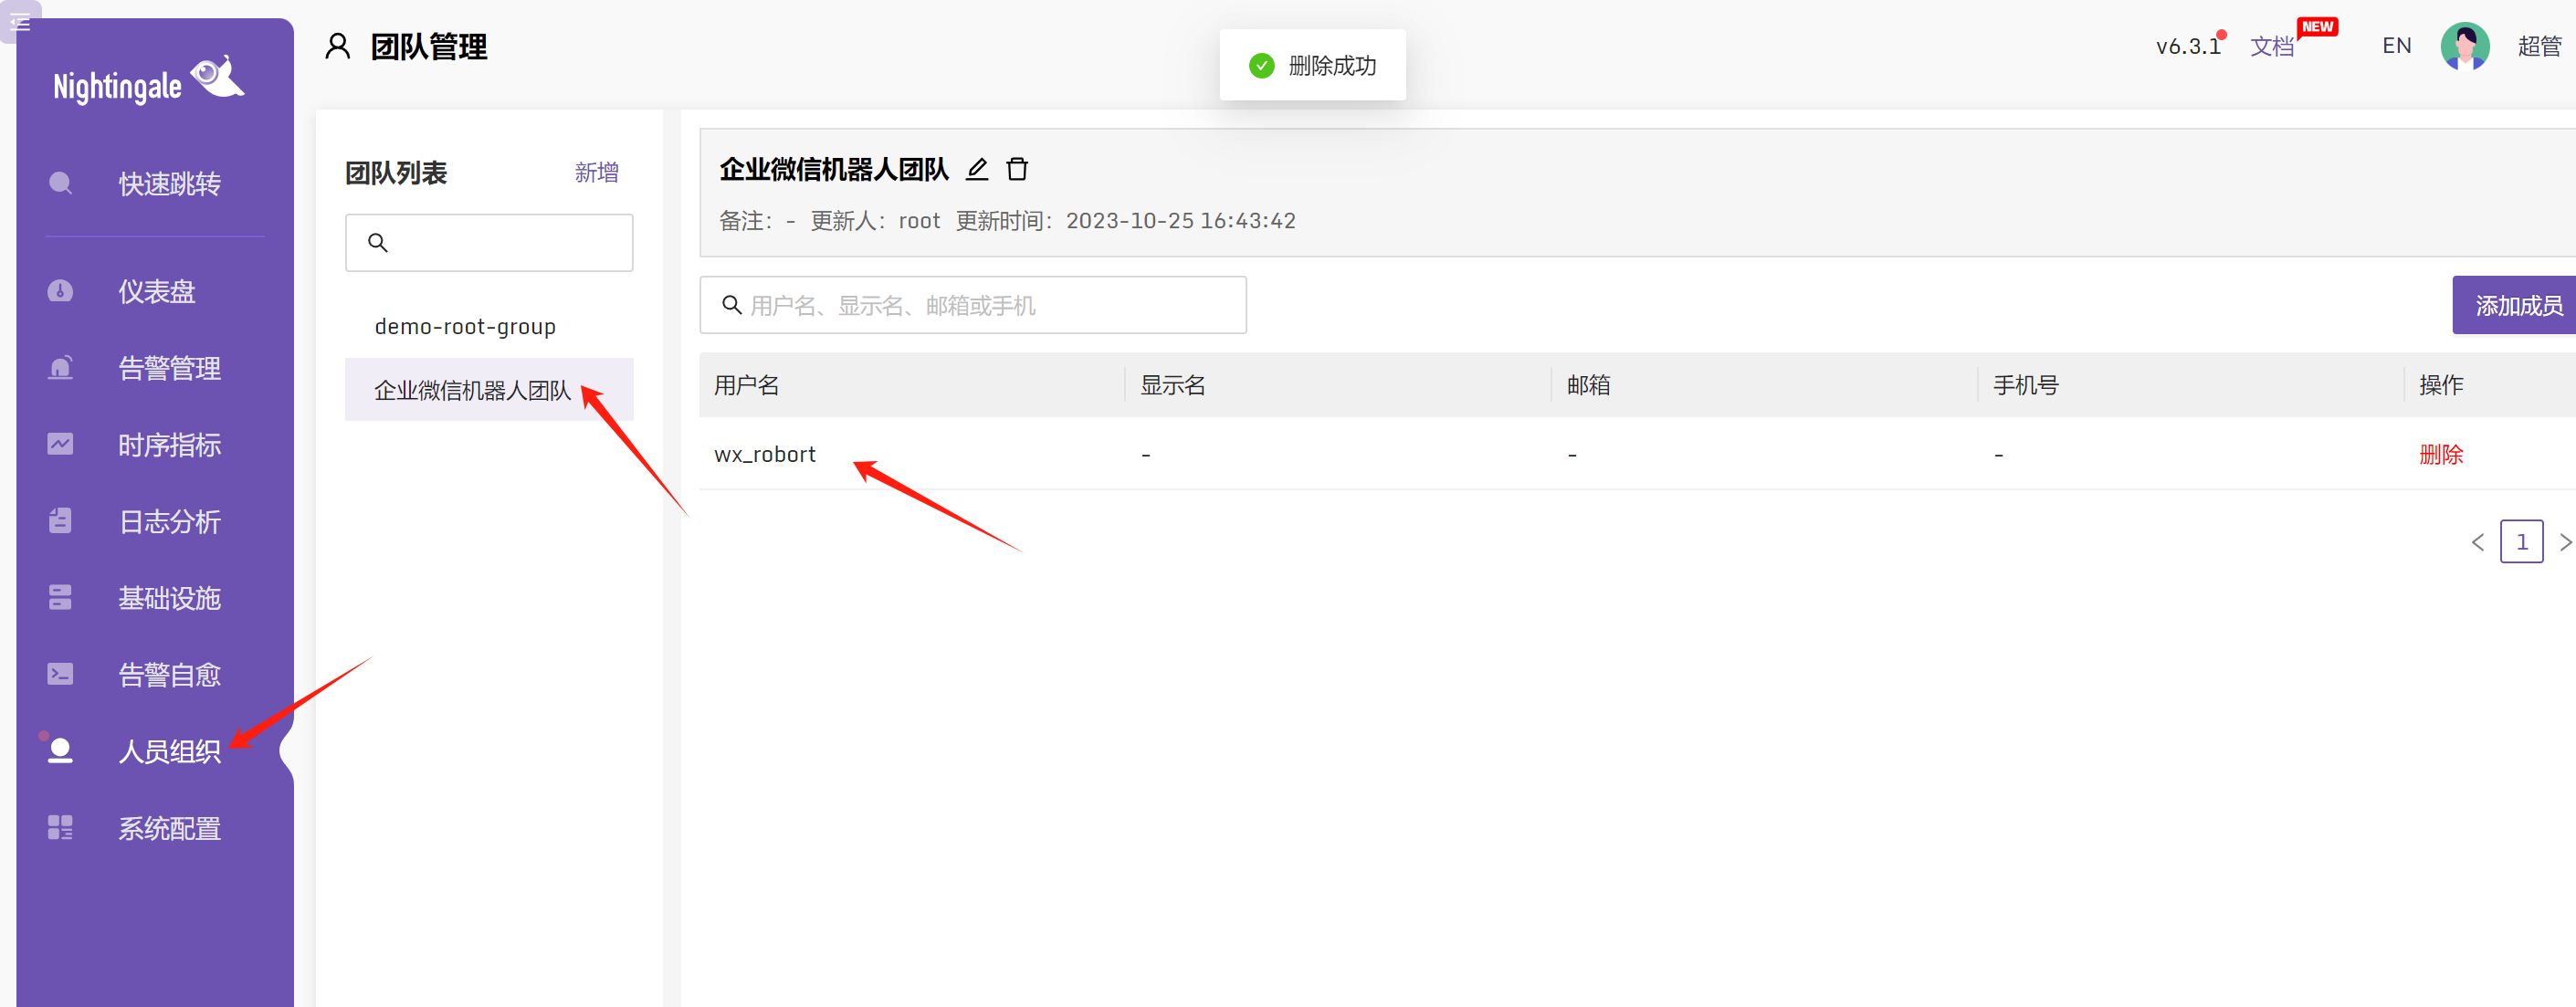 团队管理
删除成功
v6.3.1 文档 NEW EN 超管
Nightingale
快速跳转
仪表盘
告警管理
时序指标
日志分析
基础设施
告警自愈
人员组织
系统配置
团队列表 新增
demo-root-group
企业微信机器人团队
企业微信机器人团队
备注：- 更新人：root 更新时间：2023-10-25 16:43:42
用户名、显示名、邮箱或手机
添加成员
用户名 显示名 邮箱 手机号 操作
wx_robort - - - 删除
1